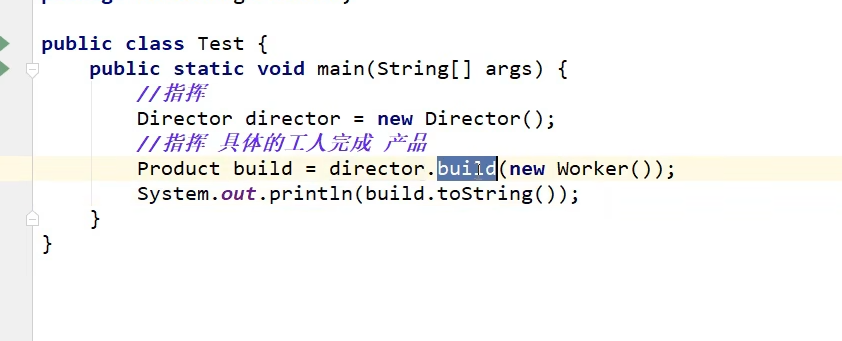 public class Test {
public static void main(String[] args) {
//指挥
Director director = new Director();
//指挥 具体的工人完成 产品
Product build = director.build(new Worker());
System.out.println(build.toString());
}
}